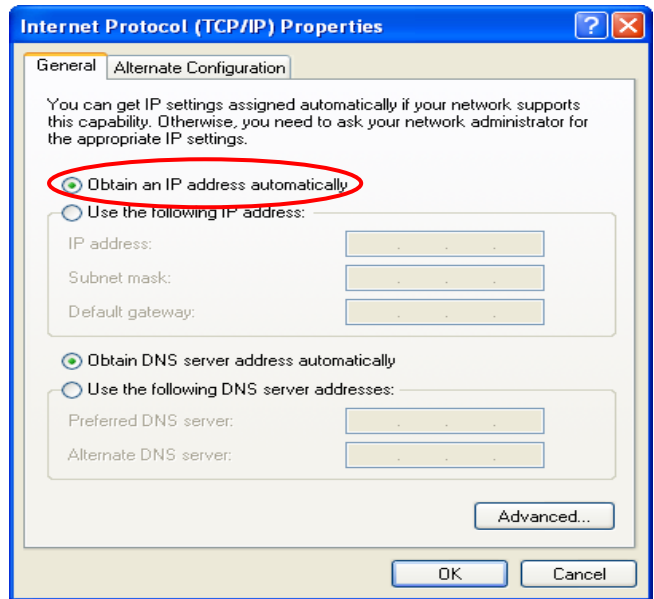 Internet Protocol (TCP/IP) Properties
General
Alternate Configuration
You can get IP settings assigned automatically if your network supports
this capability. Otherwise, you need to ask your network administrator for
the appropriate IP settings.
Obtain an IP address automatically
Use the following IP address:
IP address:
Subnet mask:
Default gateway:
Obtain DNS server address automatically
Use the following DNS server addresses:
Preferred DNS server:
Alternate DNS server:
Advanced...
OK
Cancel